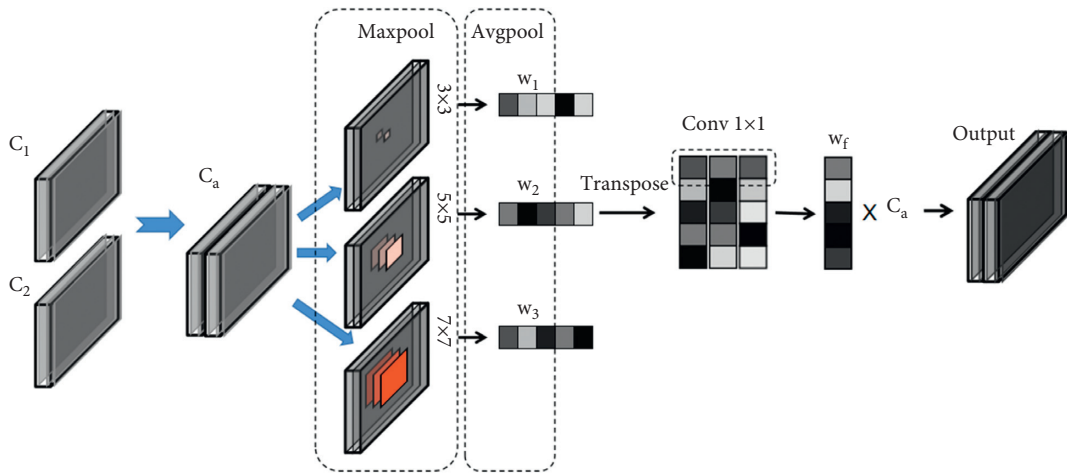 Maxpool
Avgpool
C1
C2
Ca
3×3
5×5
7×7
w1
w2
w3
Transpose
Conv 1×1
wf
X Ca
Output